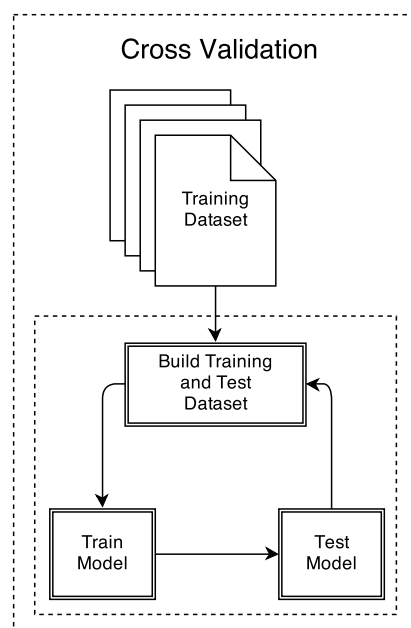 Cross Validation
Training
Dataset
Build Training
and Test
Dataset
Train
Model
Test
Model